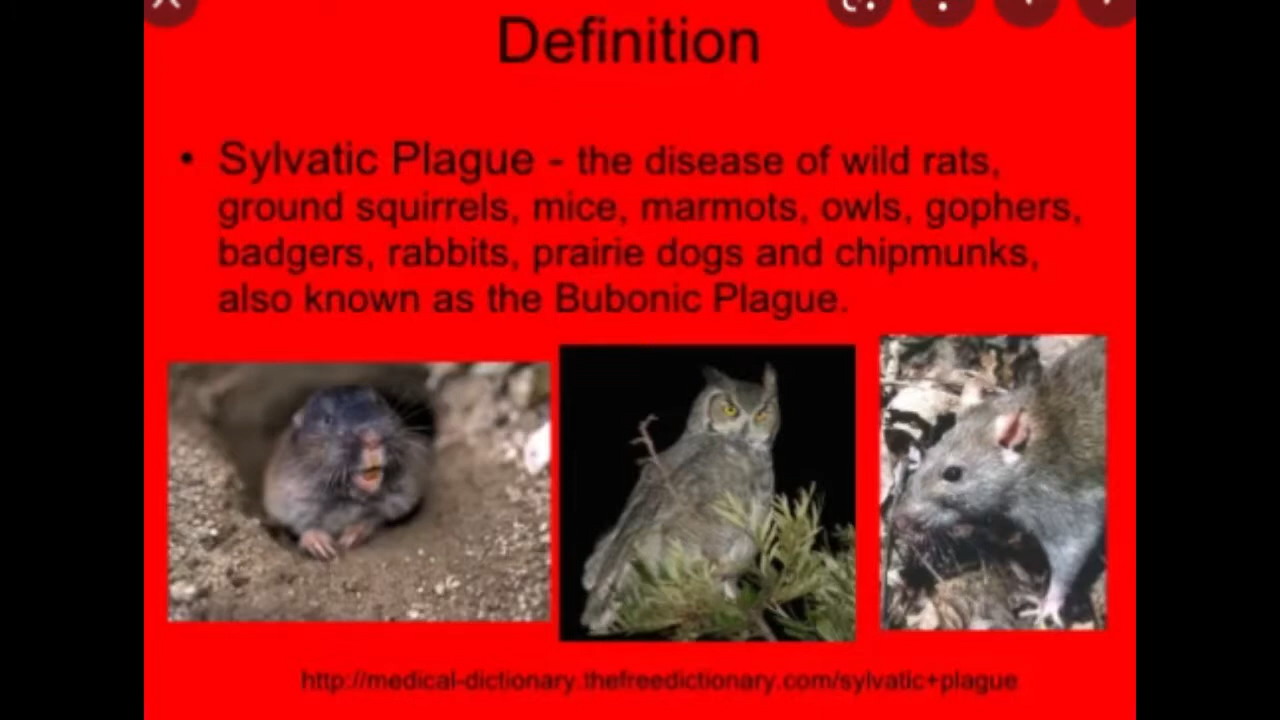 Definition
• Sylvatic Plague - the disease of wild rats,
ground squirrels, mice, marmots, owls, gophers,
badgers, rabbits, prairie dogs and chipmunks,
also known as the Bubonic Plague.
http://medical-dictionary.thefreedictionary.com/sylvatic+plague